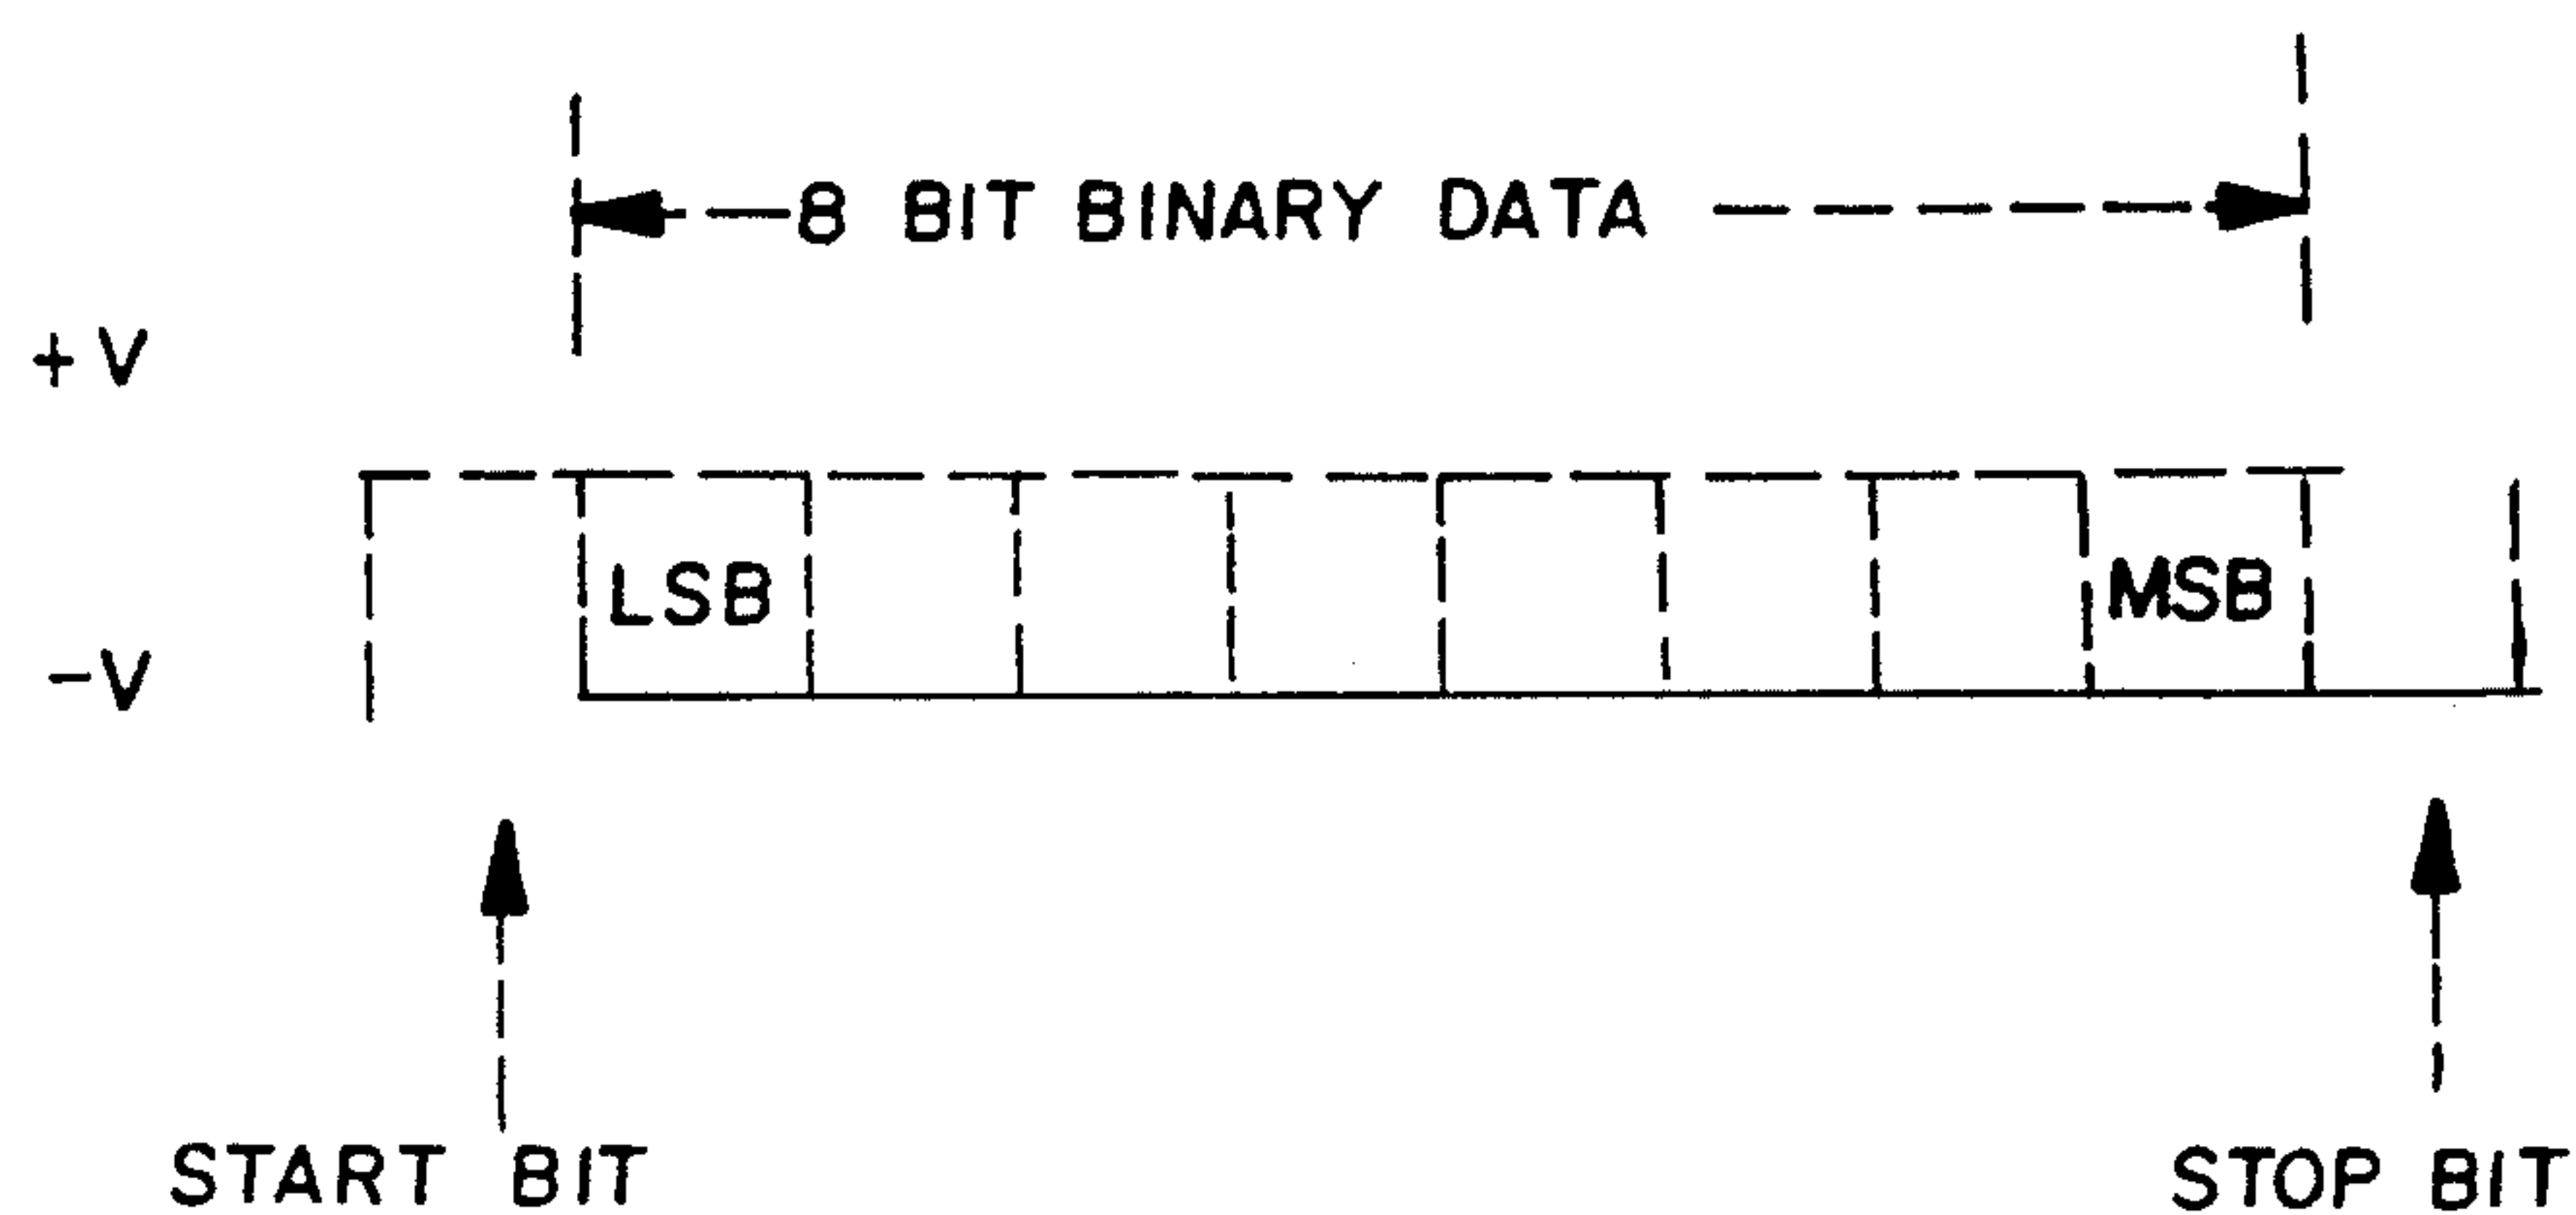 8 BIT BINARY DATA
+V
LSB
MSB
-V
START BIT
STOP BIT